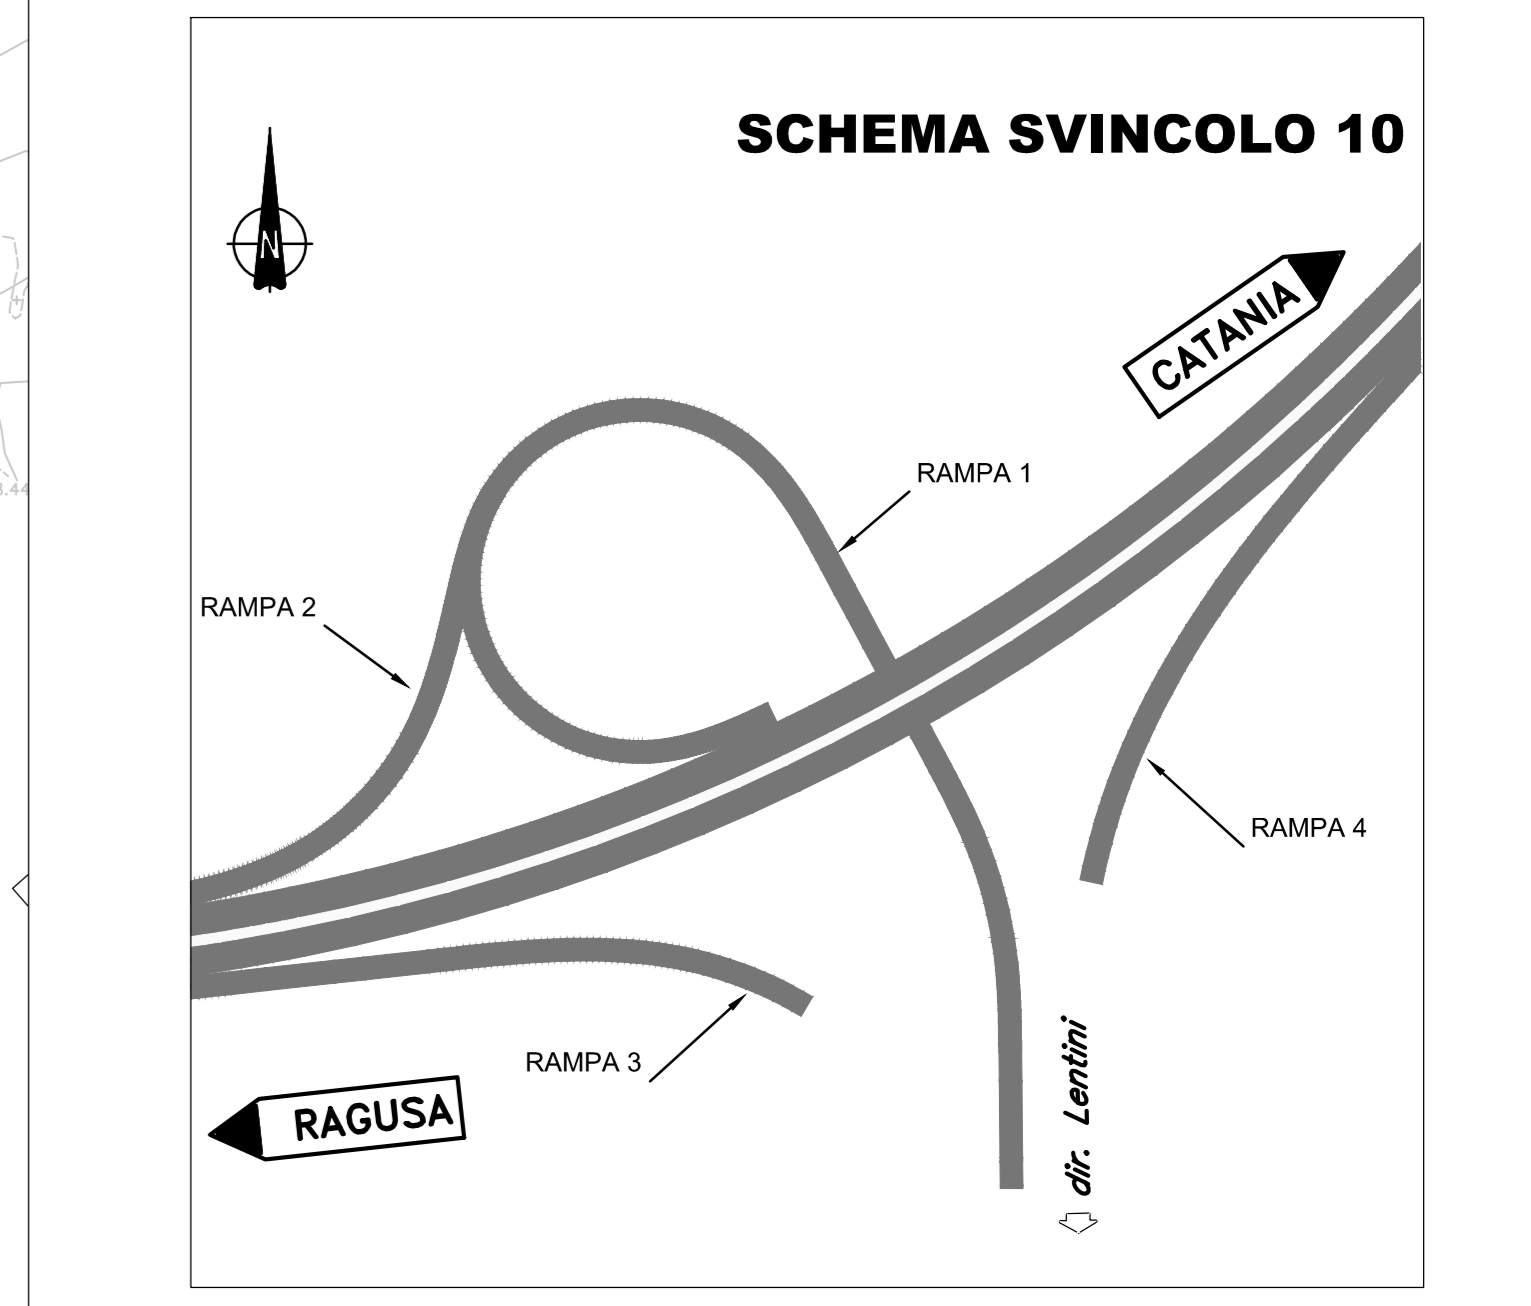 SCHEMA SVINCOLO 10
N
CATANIA
RAMPA 1
RAMPA 2
RAMPA 4
RAMPA 3
RAGUSA
dir. Lentini